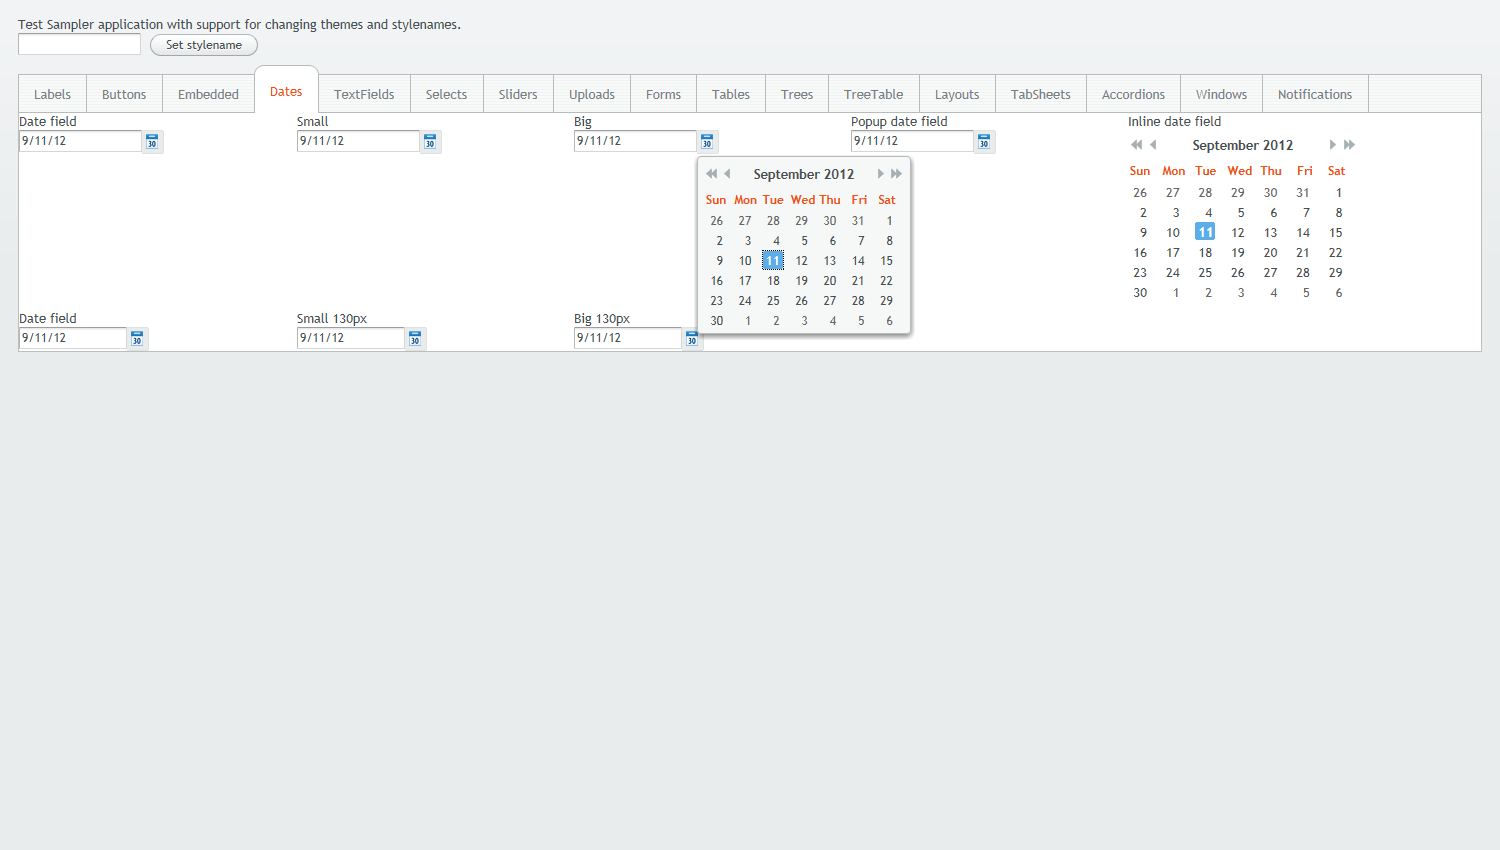 Test Sampler application with support for changing themes and stylenames.
Set stylename
Labels Buttons Embedded Dates TextFields Selects Sliders Uploads Forms Tables Trees TreeTable Layouts TabSheets Accordions Windows Notifications
Date field Small Big Popup date field Inline date field
9/11/12 30 9/11/12 30 9/11/12 30 9/11/12 30
September 2012
Sun Mon Tue Wed Thu Fri Sat
26 27 28 29 30 31 1
2 3 4 5 6 7 8
9 10 11 12 13 14 15
16 17 18 19 20 21 22
23 24 25 26 27 28 29
30 1 2 3 4 5 6
September 2012
Sun Mon Tue Wed Thu Fri Sat
26 27 28 29 30 31 1
2 3 4 5 6 7 8
9 10 11 12 13 14 15
16 17 18 19 20 21 22
23 24 25 26 27 28 29
30 1 2 3 4 5 6
Date field Small 130px Big 130px
9/11/12 30 9/11/12 30 9/11/12 30